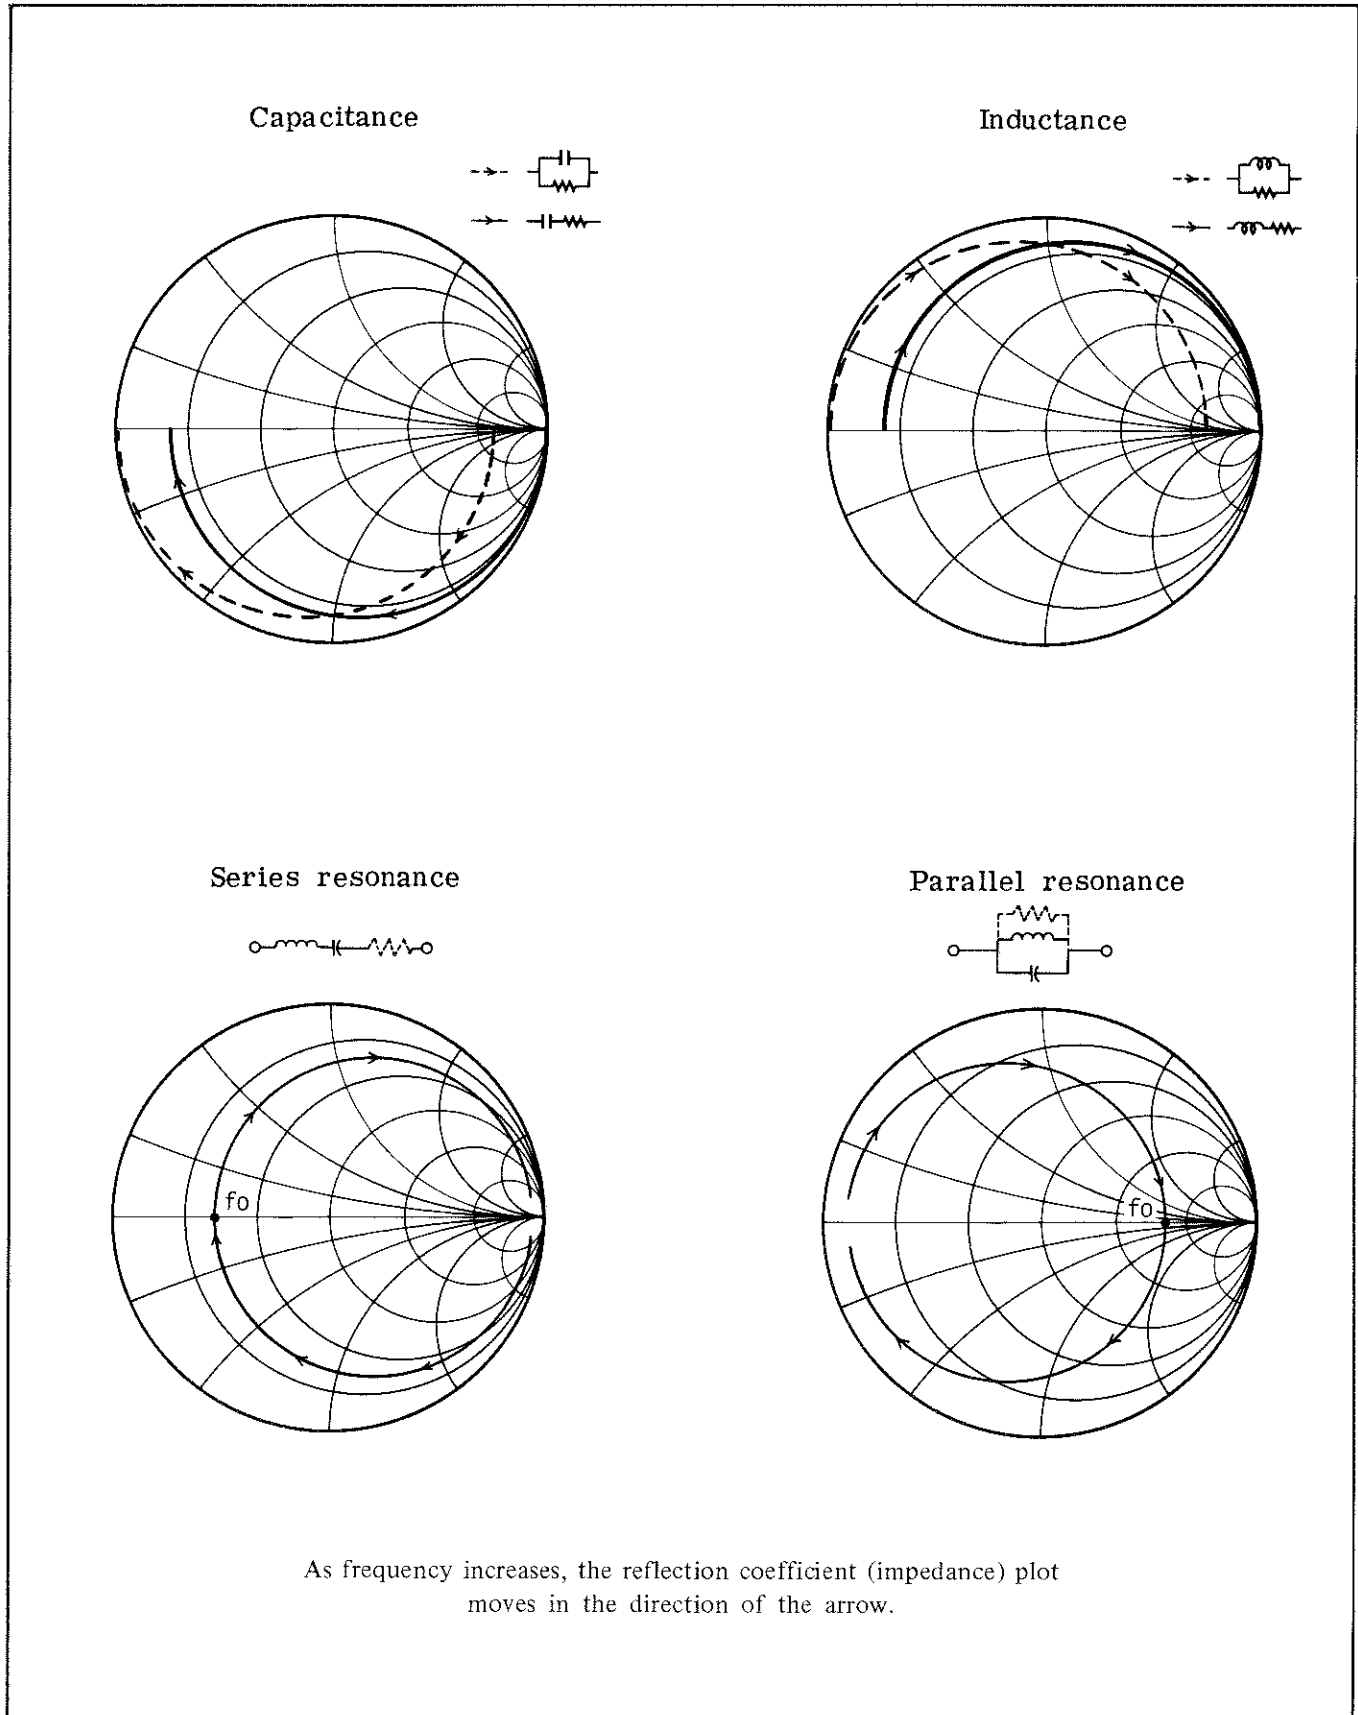 Capacitance
Inductance
Series resonance
Parallel resonance
fo
fo
As frequency increases, the reflection coefficient (impedance) plot
moves in the direction of the arrow.